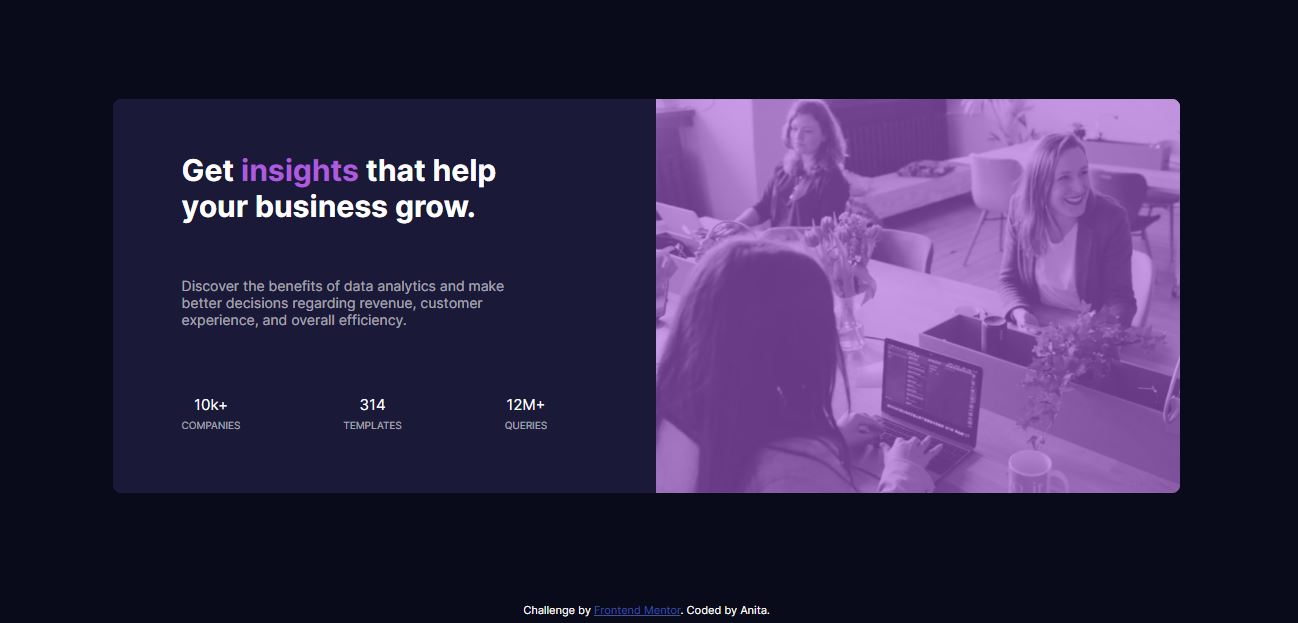 Get insights that help
your business grow.
Discover the benefits of data analytics and make
better decisions regarding revenue, customer
experience, and overall efficiency.
10k+ 314 12M+
COMPANIES TEMPLATES QUERIES
Challenge by Frontend Mentor. Coded by Anita.